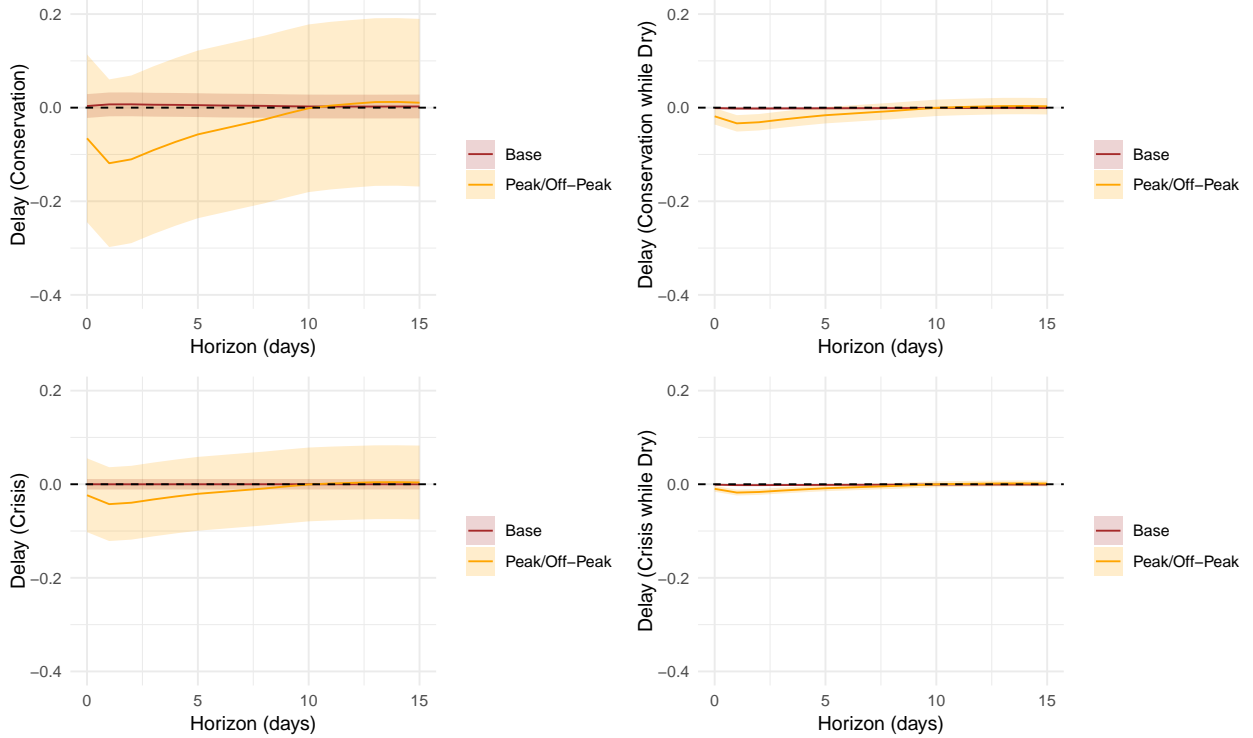 Delay (Conservation)
0.2
0.0
−0.2
−0.4
0
5
10
15
Horizon (days)
Base
Peak/Off−Peak
Delay (Conservation while Dry)
0.2
0.0
−0.2
−0.4
0
5
10
15
Horizon (days)
Base
Peak/Off−Peak
Delay (Crisis)
0.2
0.0
−0.2
−0.4
0
5
10
15
Horizon (days)
Base
Peak/Off−Peak
Delay (Crisis while Dry)
0.2
0.0
−0.2
−0.4
0
5
10
15
Horizon (days)
Base
Peak/Off−Peak